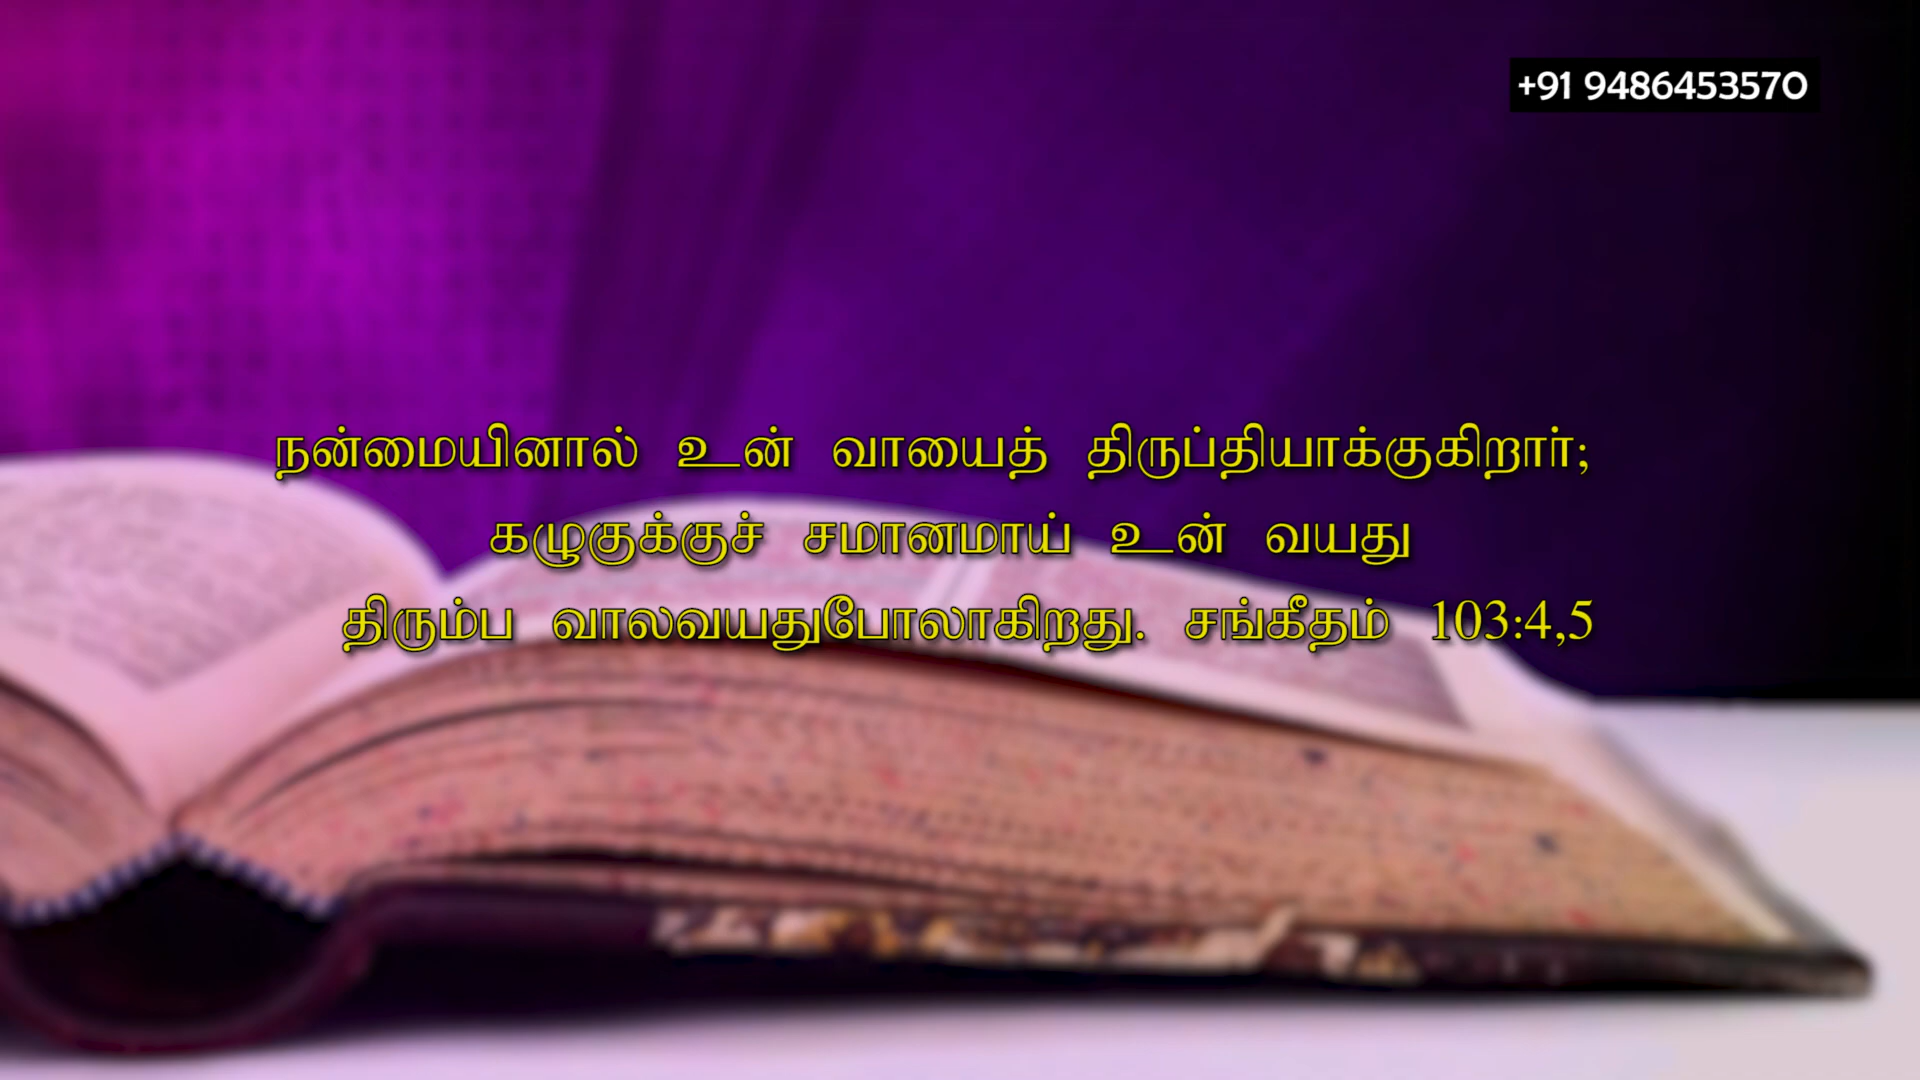 +91 9486453570
நன்மையினால் உன் வாயைத் திருப்தியாக்குகிறார்;
கழுகுக்குச் சமானமாய் உன் வயது
திரும்ப வாலவயதுபோலாகிறது. சங்கீதம் 103:4,5